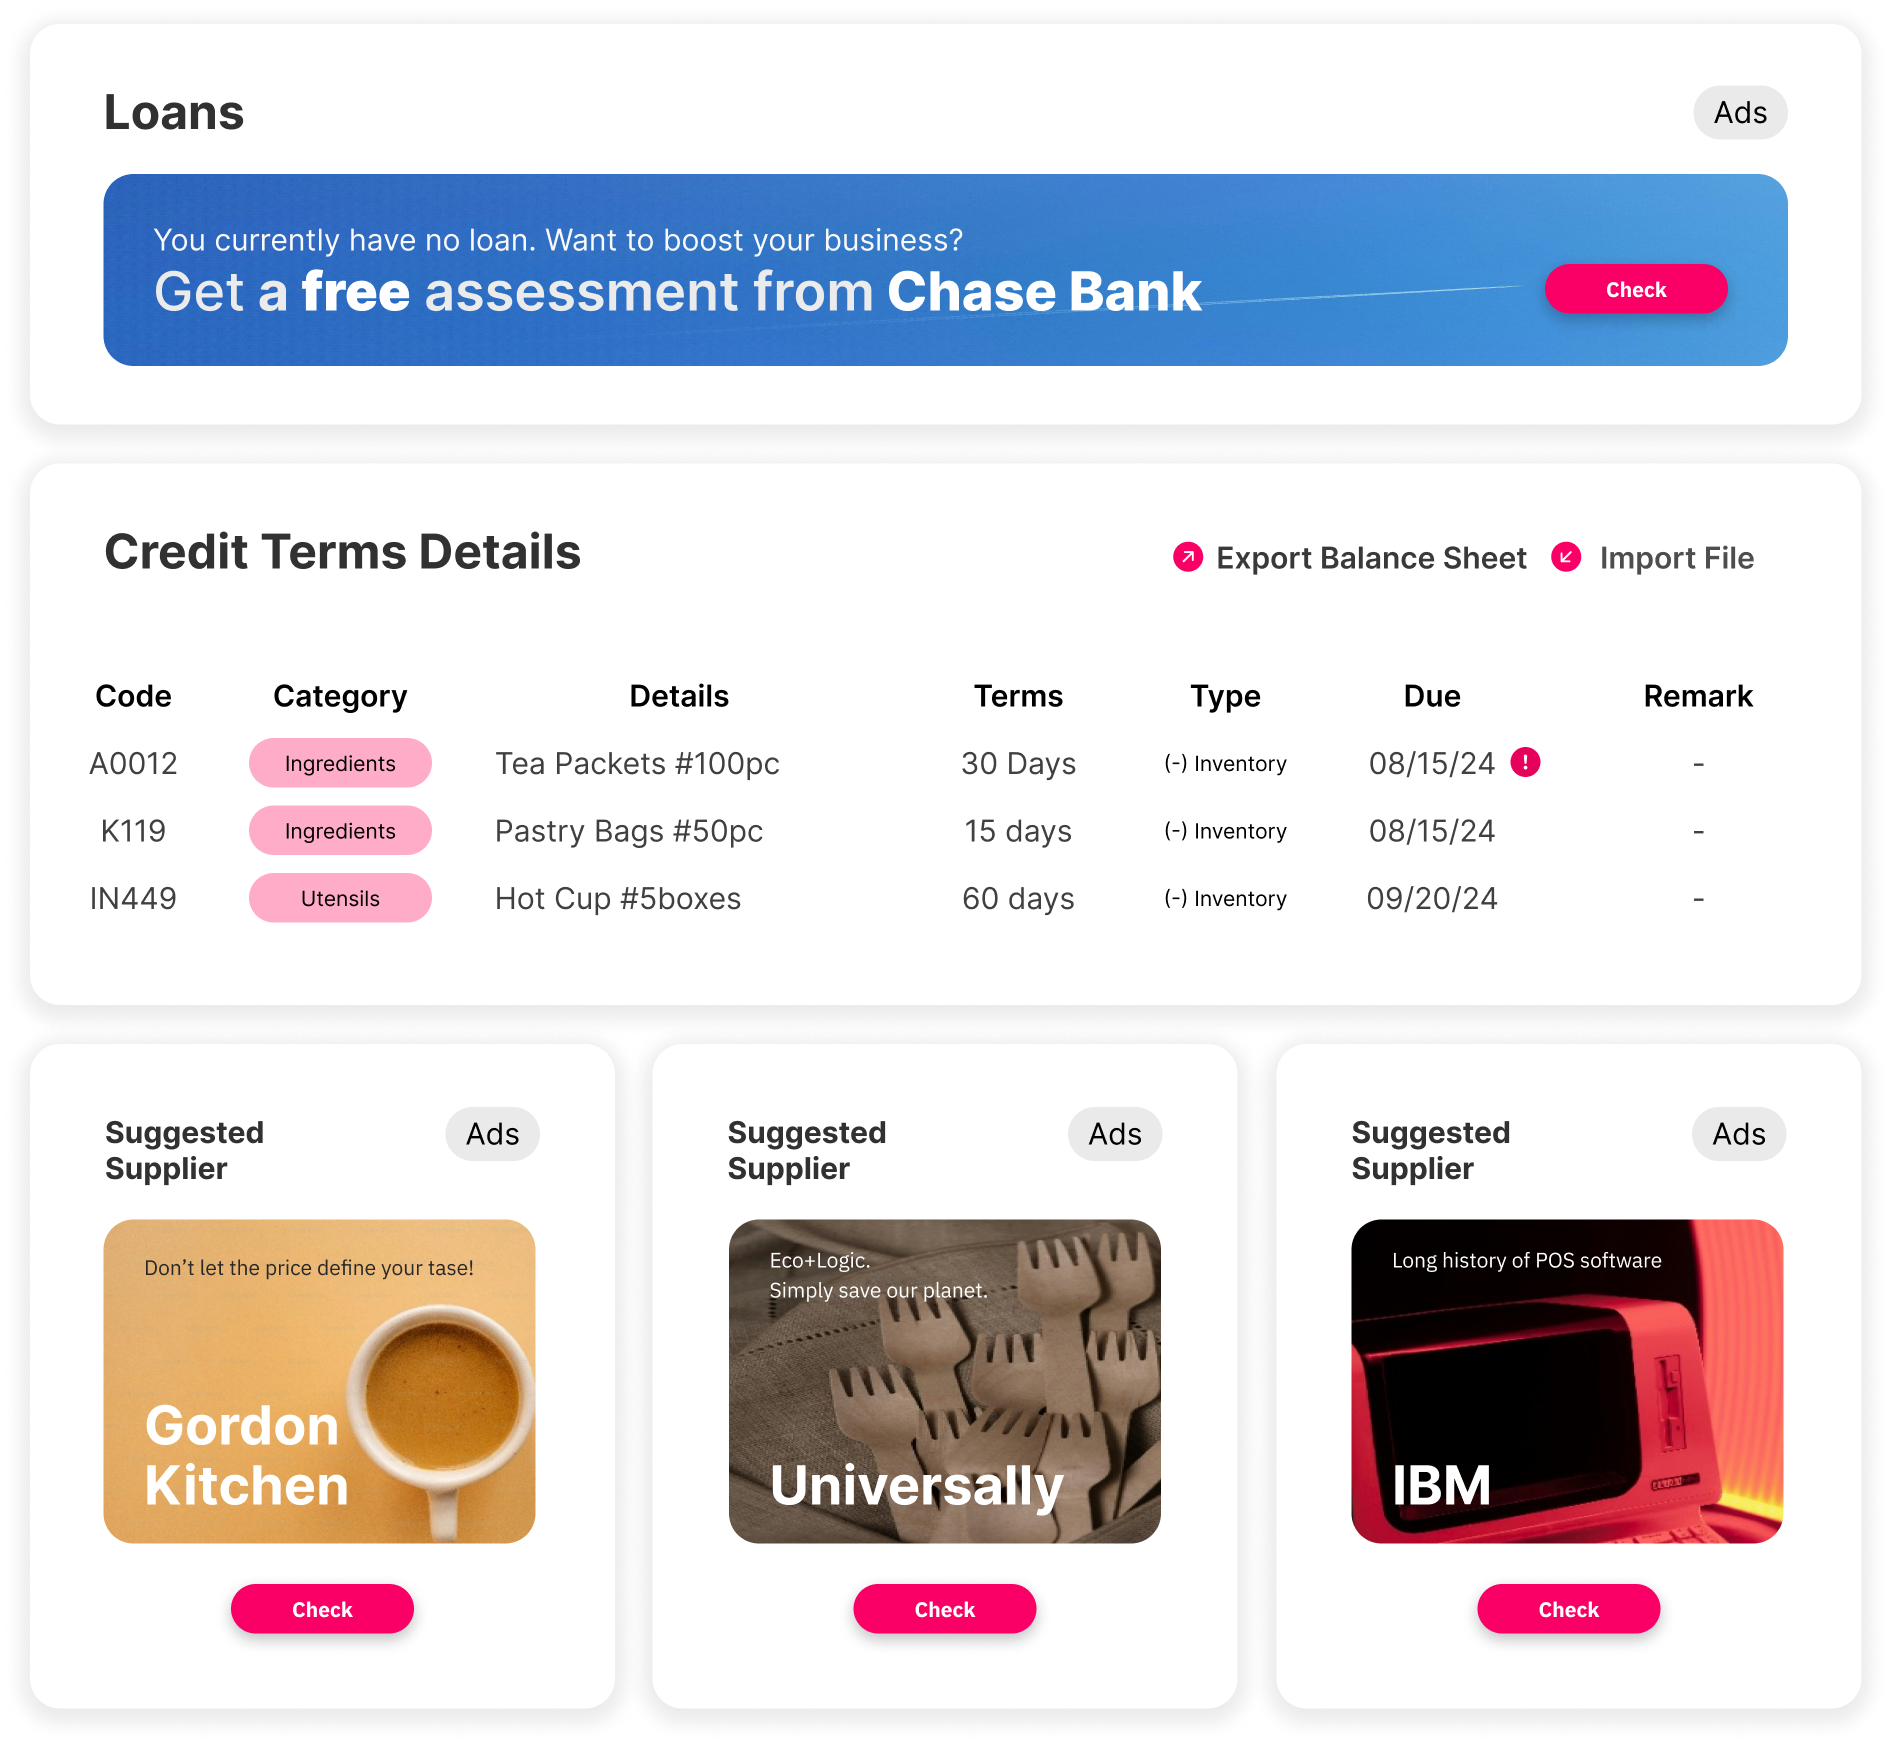 Loans
Ads
You currently have no loan. Want to boost your business?
Get a free assessment from Chase Bank
Check
Credit Terms Details
Export Balance Sheet
Import File
Code Category Details Terms Type Due Remark
A0012 Ingredients Tea Packets #100pc 30 Days (-) Inventory 08/15/24 ! -
K119 Ingredients Pastry Bags #50pc 15 days (-) Inventory 08/15/24 -
IN449 Utensils Hot Cup #5boxes 60 days (-) Inventory 09/20/24 -
Suggested
Supplier
Ads
Don’t let the price define your tase!
Gordon
Kitchen
Check
Suggested
Supplier
Ads
Eco+Logic.
Simply save our planet.
Universally
Check
Suggested
Supplier
Ads
Long history of POS software
IBM
Check